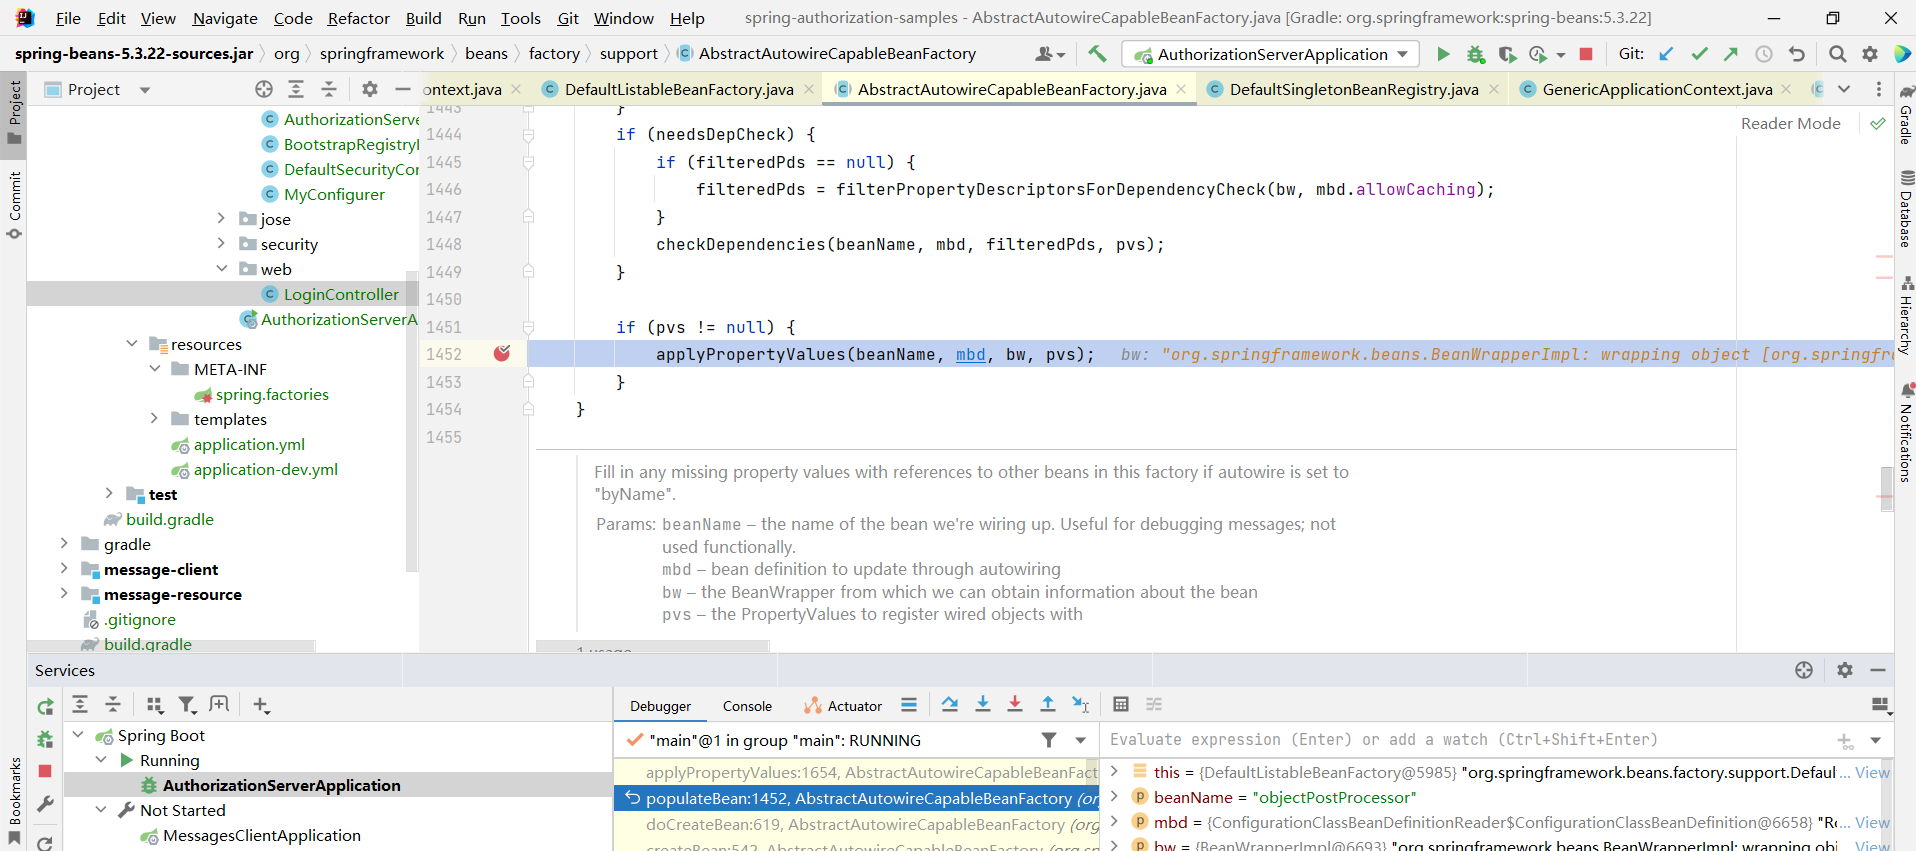 File Edit View Navigate Code Refactor Build Run Tools Git Window Help spring-authorization-samples - AbstractAutowireCapableBeanFactory.java [Gradle: org.springframework:spring-beans:5.3.22]
spring-beans-5.3.22-sources.jar org springframework beans factory support AbstractAutowireCapableBeanFactory AuthorizationServerApplication Git:
Project
ontext.java DefaultListableBeanFactory.java AbstractAutowireCapableBeanFactory.java DefaultSingletonBeanRegistry.java GenericApplicationContext.java
Project
Commit
Bookmarks
AuthorizationServe
BootstrapRegistryI
DefaultSecurityCor
MyConfigurer
jose
security
web
LoginController
AuthorizationServerA
resources
META-INF
spring.factories
templates
application.yml
application-dev.yml
test
build.gradle
gradle
message-client
message-resource
.gitignore
build.gradle
Reader Mode
1443 }
1444 if (needsDepCheck) {
1445 if (filteredPds == null) {
1446 filteredPds = filterPropertyDescriptorsForDependencyCheck(bw, mbd.allowCaching);
1447 }
1448 checkDependencies(beanName, mbd, filteredPds, pvs);
1449 }
1450
1451 if (pvs != null) {
1452 applyPropertyValues(beanName, mbd, bw, pvs); bw: "org.springframework.beans.BeanWrapperImpl: wrapping object [org.springfr
1453 }
1454 }
1455
Fill in any missing property values with references to other beans in this factory if autowire is set to
"byName".
Params: beanName – the name of the bean we're wiring up. Useful for debugging messages; not
used functionally.
mbd – bean definition to update through autowiring
bw – the BeanWrapper from which we can obtain information about the bean
pvs – the PropertyValues to register wired objects with
1 usage
Gradle
Database
Hierarchy
Notifications
Services
Spring Boot
Running
AuthorizationServerApplication
Not Started
MessagesClientApplication
Debugger Console Actuator
"main"@1 in group "main": RUNNING
applyPropertyValues:1654, AbstractAutowireCapableBeanFact
populateBean:1452, AbstractAutowireCapableBeanFactory (or
doCreateBean:619, AbstractAutowireCapableBeanFactory (org
createBean:542, AbstractAutowireCapableBeanFactory (org.sp
Evaluate expression (Enter) or add a watch (Ctrl+Shift+Enter)
this = {DefaultListableBeanFactory@5985} "org.springframework.beans.factory.support.Defaul ... View
beanName = "objectPostProcessor"
mbd = {ConfigurationClassBeanDefinitionReader$ConfigurationClassBeanDefinition@6658} "Ro ... View
bw = {BeanWrapperImpl@6693} "org.springframework.beans.BeanWrapperImpl: wrapping obj ... View